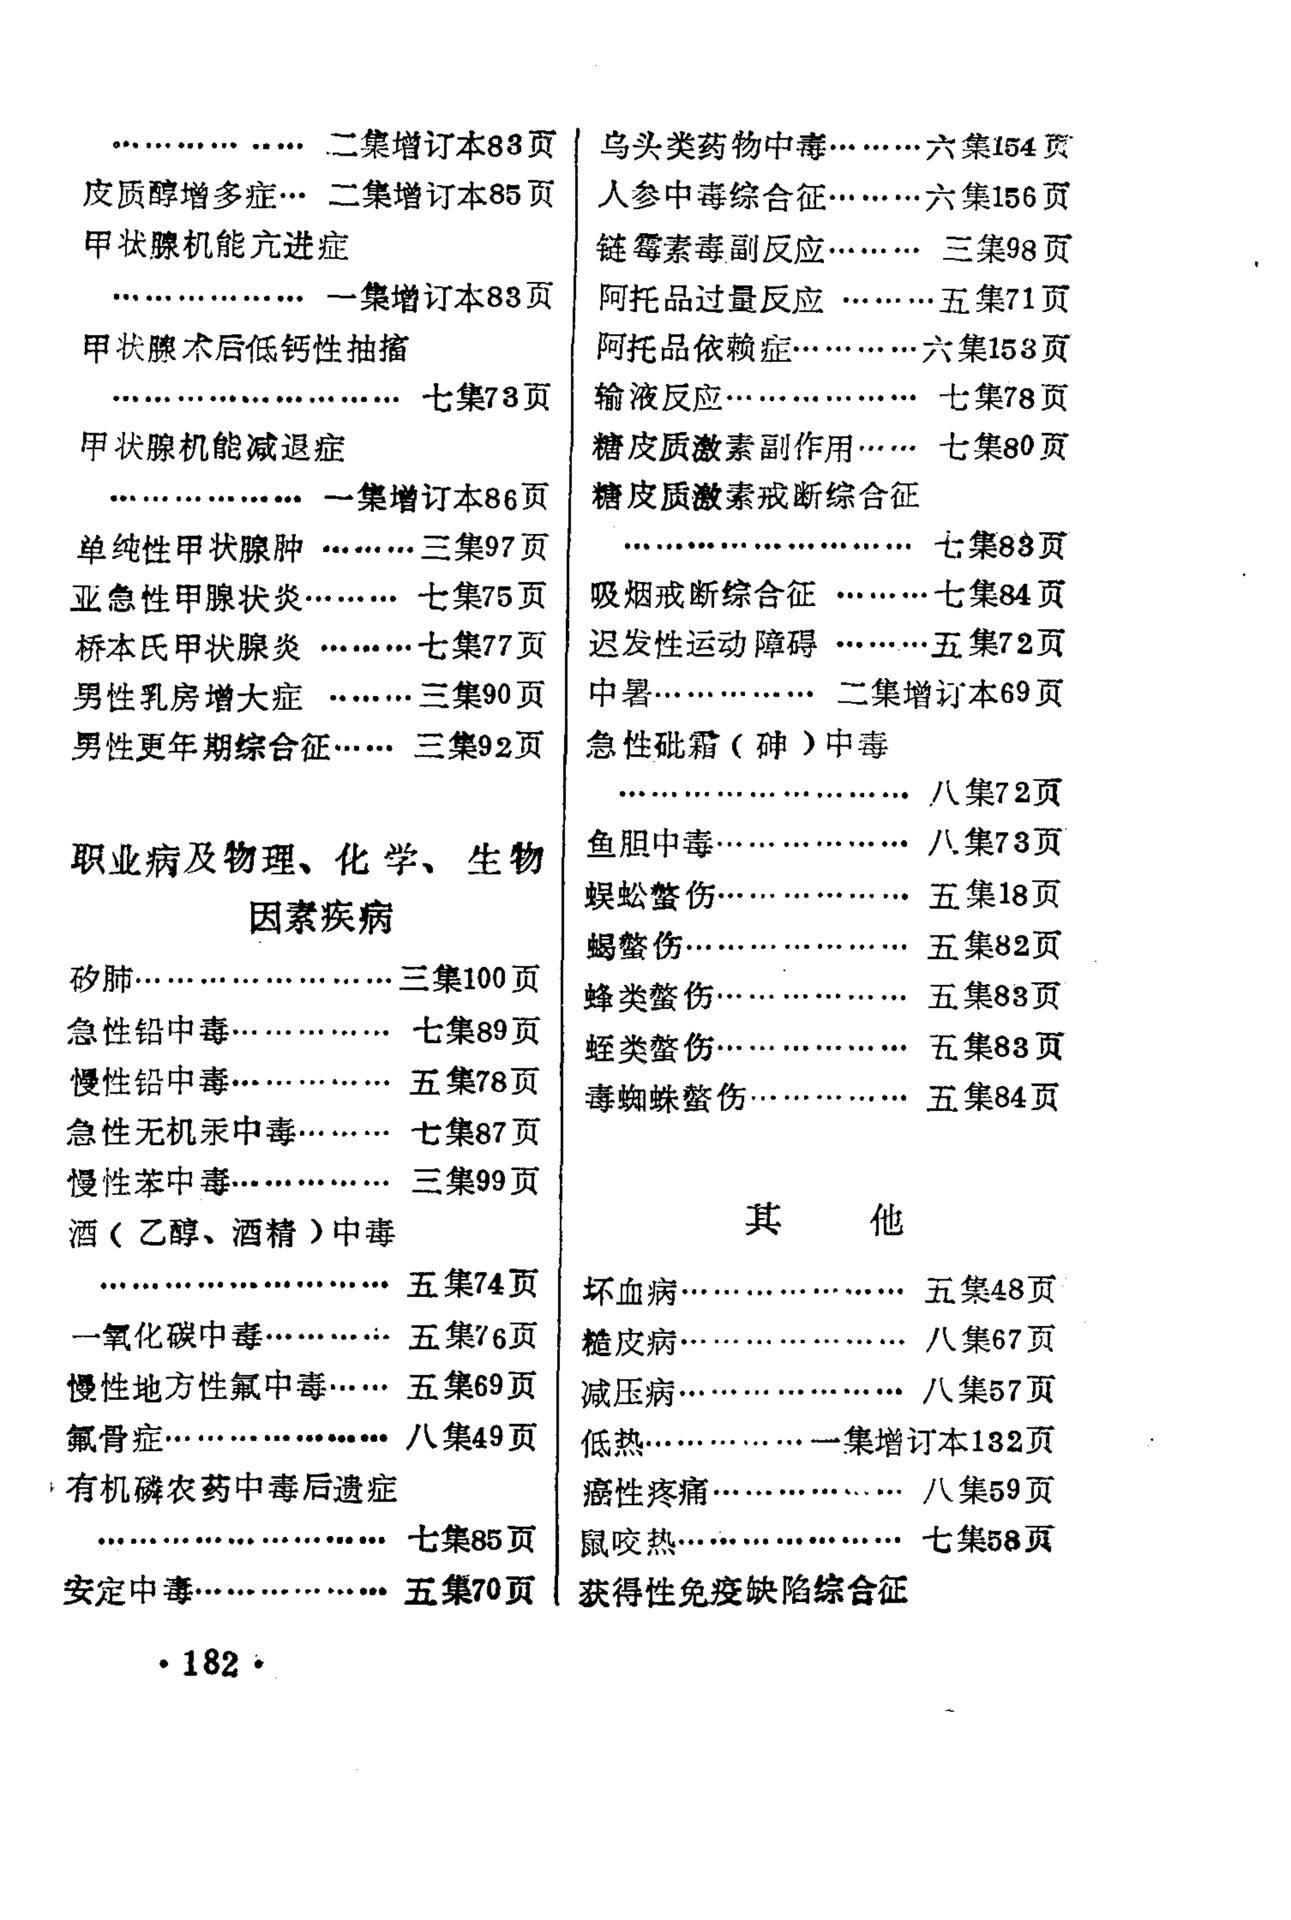 ……………… 二集增订本83页
皮质醇增多症… 二集增订本85页
甲状腺机能亢进症
……………… 一集增订本83页
甲状腺术后低钙性抽搐
……………………… 七集73页
甲状腺机能减退症
……………… 一集增订本86页
单纯性甲状腺肿 ………三集97页
亚急性甲腺状炎……… 七集75页
桥本氏甲状腺炎 ………七集77页
男性乳房增大症 ………三集90页
男性更年期综合征…… 三集92页
职业病及物理、化学、生物
因素疾病
矽肺……………………三集100页
急性铅中毒…………… 七集89页
慢性铅中毒…………… 五集78页
急性无机汞中毒……… 七集87页
慢性苯中毒…………… 三集99页
酒(乙醇、酒精)中毒
……………………… 五集74页
一氧化碳中毒………… 五集76页
慢性地方性氟中毒…… 五集69页
氟骨症………………… 八集49页
有机磷农药中毒后遗症
……………………… 七集85页
安定中毒……………… 五集70页
乌头类药物中毒………六集154页
人参中毒综合征………六集156页
链霉素毒副反应……… 三集98页
阿托品过量反应 ………五集71页
阿托品依赖症…………六集153页
输液反应……………… 七集78页
糖皮质激素副作用…… 七集80页
糖皮质激素戒断综合征
……………………… 七集83页
吸烟戒断综合征 ………七集84页
迟发性运动障碍 ………五集72页
中暑…………… 二集增订本69页
急性砒霜(砷)中毒
……………………… 八集72页
鱼胆中毒……………… 八集73页
蜈蚣螫伤……………… 五集18页
蝎螫伤………………… 五集82页
蜂类螫伤……………… 五集83页
蛭类螫伤……………… 五集83页
毒蜘蛛螫伤…………… 五集84页
其 他
坏血病………………… 五集48页
糙皮病………………… 八集67页
减压病………………… 八集57页
低热……………一集增订本132页
癌性疼痛……………… 八集59页
鼠咬热………………… 七集58页
获得性免疫缺陷综合征
·182·